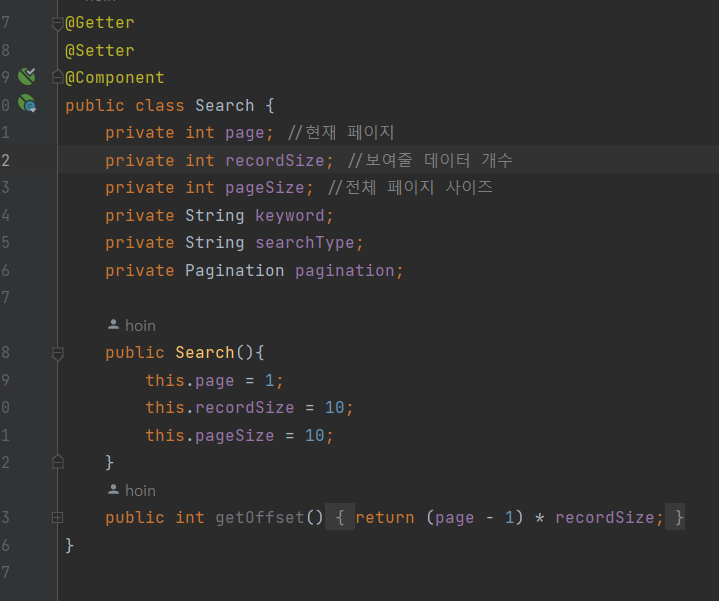 7 @Getter
8 @Setter
9 @Component
0 public class Search {
1 private int page; //현재 페이지
2 private int recordSize; //보여줄 데이터 개수
3 private int pageSize; //전체 페이지 사이즈
4 private String keyword;
5 private String searchType;
6 private Pagination pagination;
7
hoin
8 public Search(){
9 this.page = 1;
0 this.recordSize = 10;
1 this.pageSize = 10;
2 }
hoin
3 public int getOffset() { return (page - 1) * recordSize; }
6 }
7